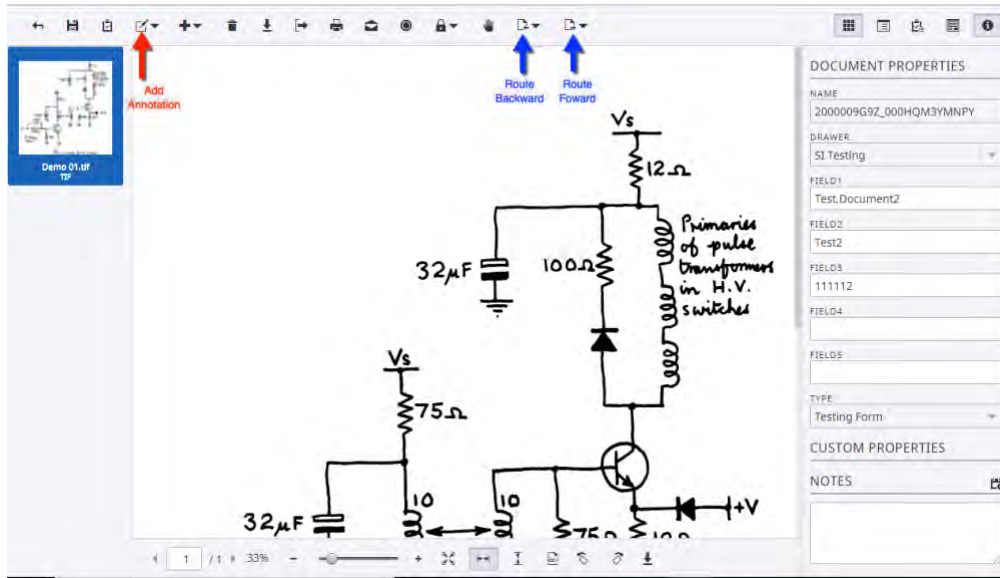 Add
Annotation
Route
Backward
Route
Foward
Demo 01.tif
TIF
Vs
12Ω
32μF
100Ω
Primaries
of pulse
transformers
in H.V.
switches
Vs
75Ω
10
10
32μF
+V
1 / 1 33%
DOCUMENT PROPERTIES
NAME
2000009G9Z_000HQM3YMNPY
DRAWER
SI Testing
FIELD1
Test.Document2
FIELD2
Test2
FIELD3
111112
FIELD4
FIELD5
TYPE
Testing Form
CUSTOM PROPERTIES
NOTES